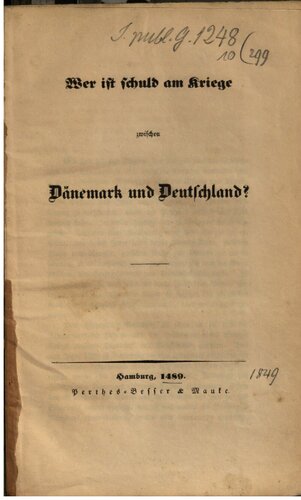 J. publ. g. 1248
10 (299
Wer ist schuld am Kriege
zwischen
Dänemark und Deutschland?
Hamburg, 1489.
1849
Perthes-Besser & Mauke